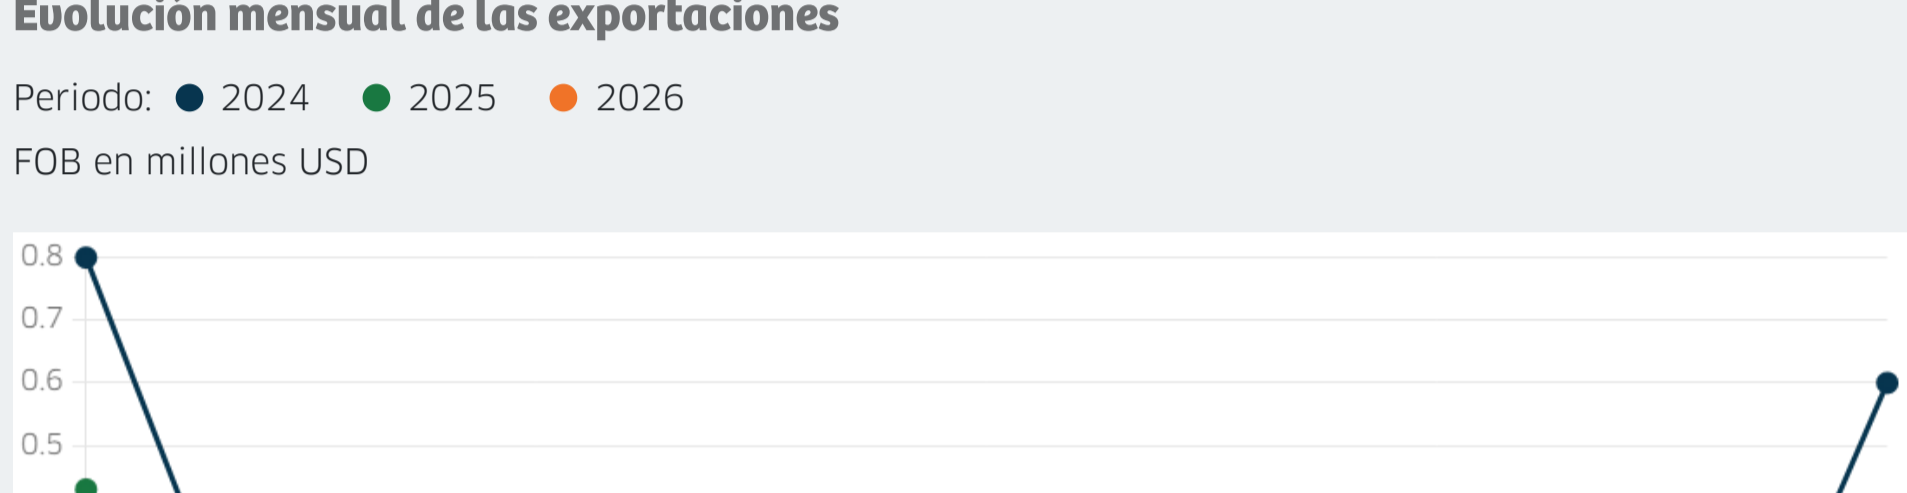 Evolución mensual de las exportaciones
Periodo: 2024 2025 2026
FOB en millones USD
0.8
0.7
0.6
0.5